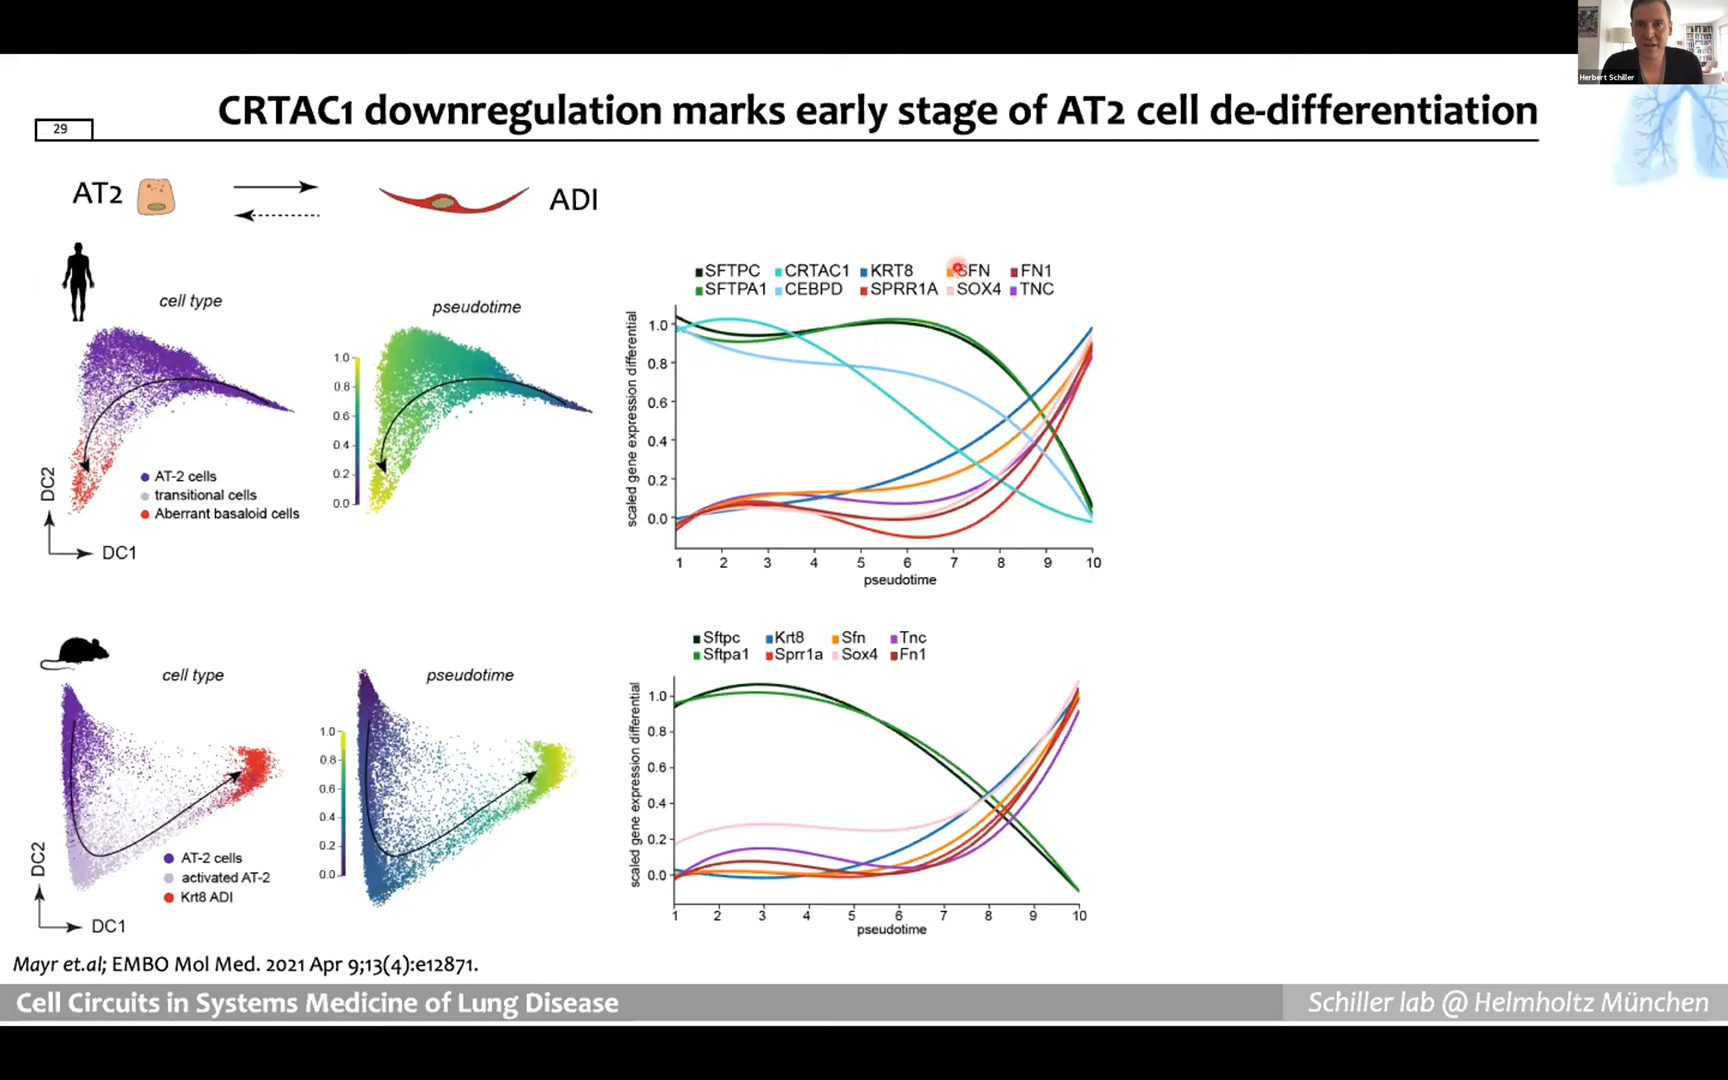 Herbert Schiller
29
CRTAC1 downregulation marks early stage of AT2 cell de-differentiation
AT2
ADI
cell type
pseudotime
DC2
DC1
AT-2 cells
transitional cells
Aberrant basaloid cells
1.0
0.8
0.6
0.4
0.2
0.0
SFTPC CRTAC1 KRT8 SFN FN1
SFTPA1 CEBPD SPRR1A SOX4 TNC
scaled gene expression differential
1.0
0.8
0.6
0.4
0.2
0.0
1 2 3 4 5 6 7 8 9 10
pseudotime
cell type
pseudotime
DC2
DC1
AT-2 cells
activated AT-2
Krt8 ADI
1.0
0.8
0.6
0.4
0.2
0.0
Sftpc Krt8 Sfn Tnc
Sftpa1 Sprr1a Sox4 Fn1
scaled gene expression differential
1.0
0.8
0.6
0.4
0.2
0.0
1 2 3 4 5 6 7 8 9 10
pseudotime
Mayr et.al; EMBO Mol Med. 2021 Apr 9;13(4):e12871.
Cell Circuits in Systems Medicine of Lung Disease
Schiller lab @ Helmholtz München